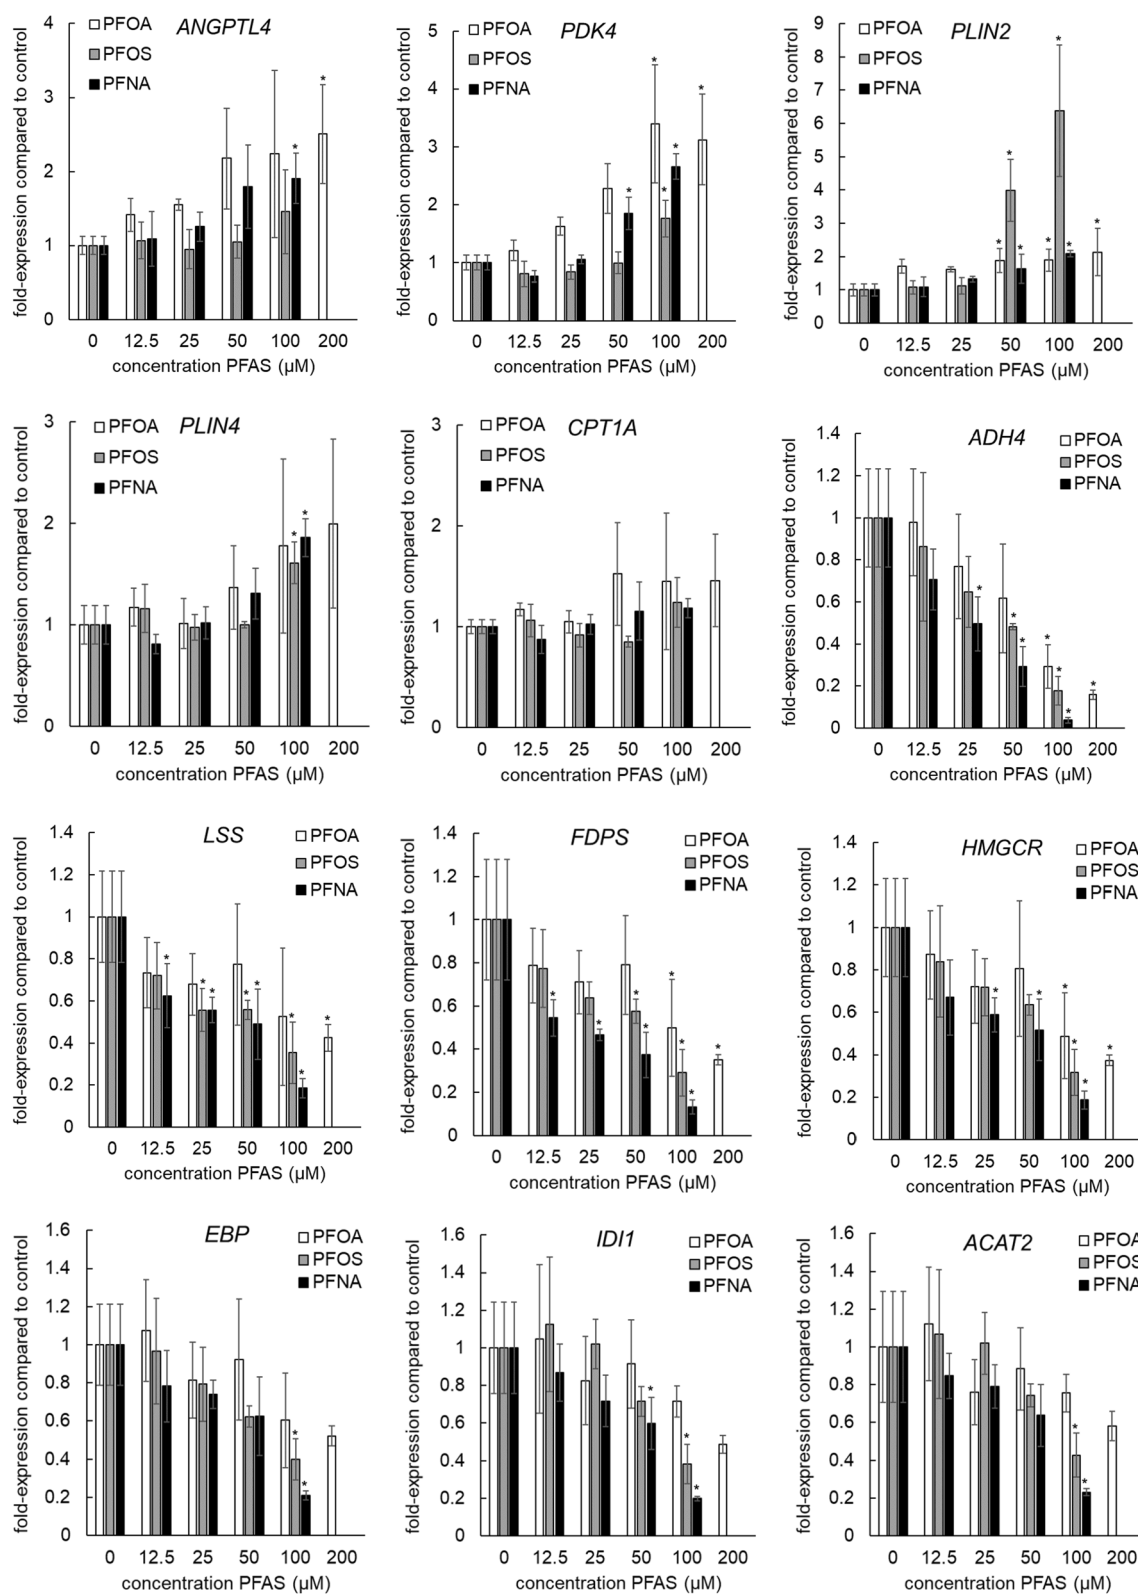 ANGPTL4
PFOA
PFOS
PFNA
fold-expression compared to control
4
3
2
1
0
0 12.5 25 50 100 200
concentration PFAS (µM)
* *
PDK4
PFOA
PFOS
PFNA
fold-expression compared to control
5
4
3
2
1
0
0 12.5 25 50 100 200
concentration PFAS (µM)
* * * * *
PLIN2
PFOA
PFOS
PFNA
fold-expression compared to control
9
8
7
6
5
4
3
2
1
0
0 12.5 25 50 100 200
concentration PFAS (µM)
* * * * * * *
PLIN4
PFOA
PFOS
PFNA
fold-expression compared to control
3
2
1
0
0 12.5 25 50 100 200
concentration PFAS (µM)
* *
CPT1A
PFOA
PFOS
PFNA
fold-expression compared to control
3
2
1
0
0 12.5 25 50 100 200
concentration PFAS (µM)
ADH4
PFOA
PFOS
PFNA
fold-expression compared to control
1.4
1.2
1
0.8
0.6
0.4
0.2
0
0 12.5 25 50 100 200
concentration PFAS (µM)
* * * * * * *
LSS
PFOA
PFOS
PFNA
fold-expression compared to control
1.4
1.2
1
0.8
0.6
0.4
0.2
0
0 12.5 25 50 100 200
concentration PFAS (µM)
* * * * * * * *
FDPS
PFOA
PFOS
PFNA
fold-expression compared to control
1.4
1.2
1
0.8
0.6
0.4
0.2
0
0 12.5 25 50 100 200
concentration PFAS (µM)
* * * * * * * *
HMGCR
PFOA
PFOS
PFNA
fold-expression compared to control
1.4
1.2
1
0.8
0.6
0.4
0.2
0
0 12.5 25 50 100 200
concentration PFAS (µM)
* * * * * *
EBP
PFOA
PFOS
PFNA
fold-expression compared to control
1.6
1.4
1.2
1
0.8
0.6
0.4
0.2
0
0 12.5 25 50 100 200
concentration PFAS (µM)
* *
IDI1
PFOA
PFOS
PFNA
fold-expression compared to control
1.6
1.4
1.2
1
0.8
0.6
0.4
0.2
0
0 12.5 25 50 100 200
concentration PFAS (µM)
* * *
ACAT2
PFOA
PFOS
PFNA
fold-expression compared to control
1.6
1.4
1.2
1
0.8
0.6
0.4
0.2
0
0 12.5 25 50 100 200
concentration PFAS (µM)
* *